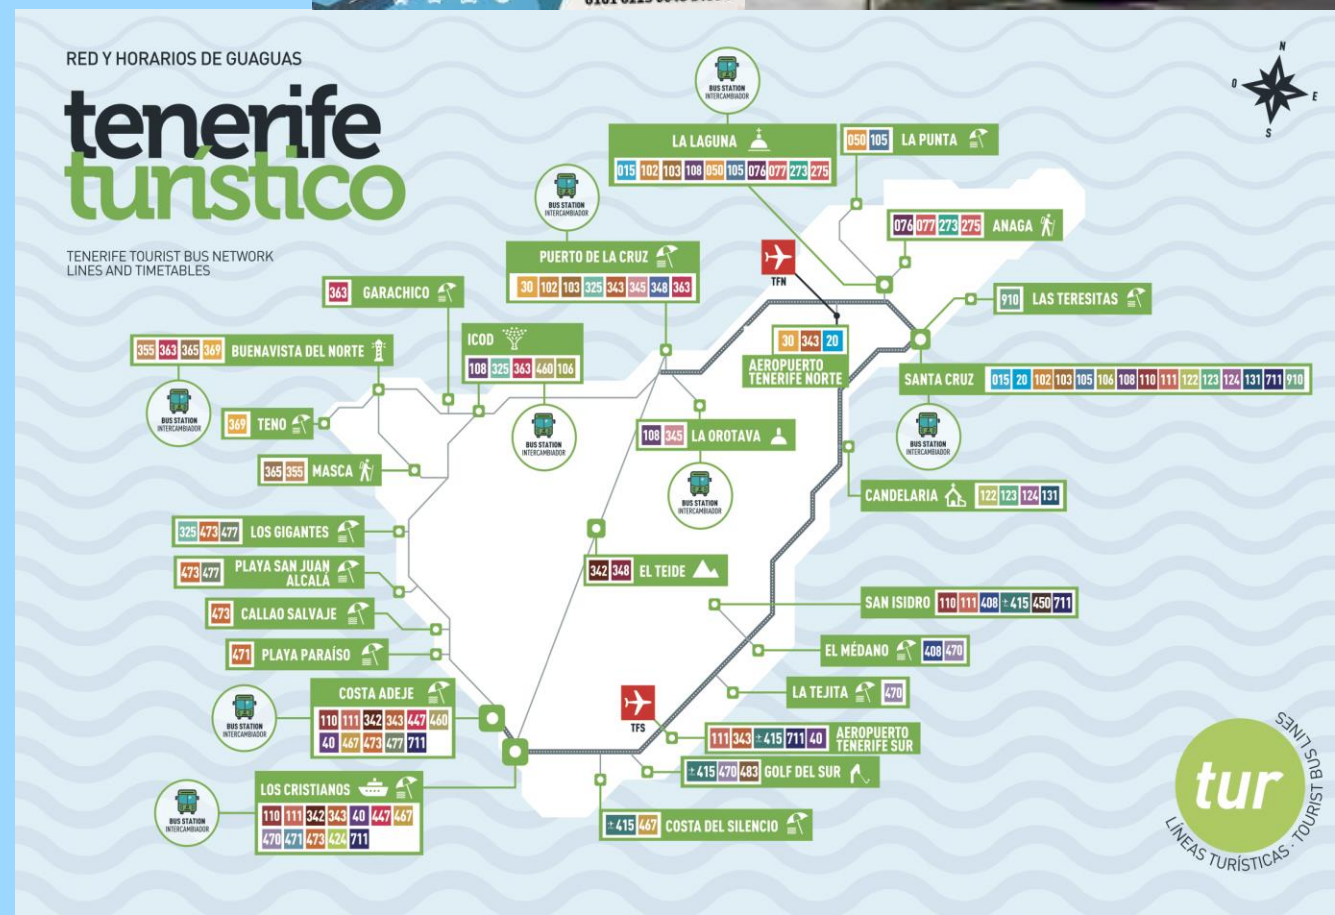 RED Y HORARIOS DE GUAGUAS
tenerife
turístico
TENERIFE TOURIST BUS NETWORK
LINES AND TIMETABLES
N
O
E
S
BUS STATION
INTERCAMBIADOR
LA LAGUNA
015 102 103 108 050 105 076 077 273 275
050 105 LA PUNTA
BUS STATION
INTERCAMBIADOR
076 077 273 275 ANAGA
PUERTO DE LA CRUZ
30 102 103 325 343 345 348 363
TFN
363 GARACHICO
910 LAS TERESITAS
ICOD
108 325 363 460 106
355 363 365 369 BUENAVISTA DEL NORTE
30 343 20
AEROPUERTO
TENERIFE NORTE
SANTA CRUZ 015 20 102 103 105 106 108 110 111 122 123 124 131 711 910
BUS STATION
INTERCAMBIADOR
369 TENO
BUS STATION
INTERCAMBIADOR
108 345 LA OROTAVA
BUS STATION
INTERCAMBIADOR
BUS STATION
INTERCAMBIADOR
365 355 MASCA
CANDELARIA 122 123 124 131
325 473 477 LOS GIGANTES
473 477 PLAYA SAN JUAN
ALCALÁ
342 348 EL TEIDE
473 CALLAO SALVAJE
SAN ISIDRO 110 111 408 ±415 450 711
471 PLAYA PARAÍSO
EL MÉDANO 408 470
LA TEJITA 470
BUS STATION
INTERCAMBIADOR
COSTA ADEJE
110 111 342 343 447 460
40 467 473 477 711
TFS
111 343 ±415 711 40 AEROPUERTO
TENERIFE SUR
±415 470 483 GOLF DEL SUR
BUS STATION
INTERCAMBIADOR
LOS CRISTIANOS
110 111 342 343 40 447 467
470 471 473 424 711
±415 467 COSTA DEL SILENCIO
tur
LÍNEAS TURÍSTICAS · TOURIST BUS LINES